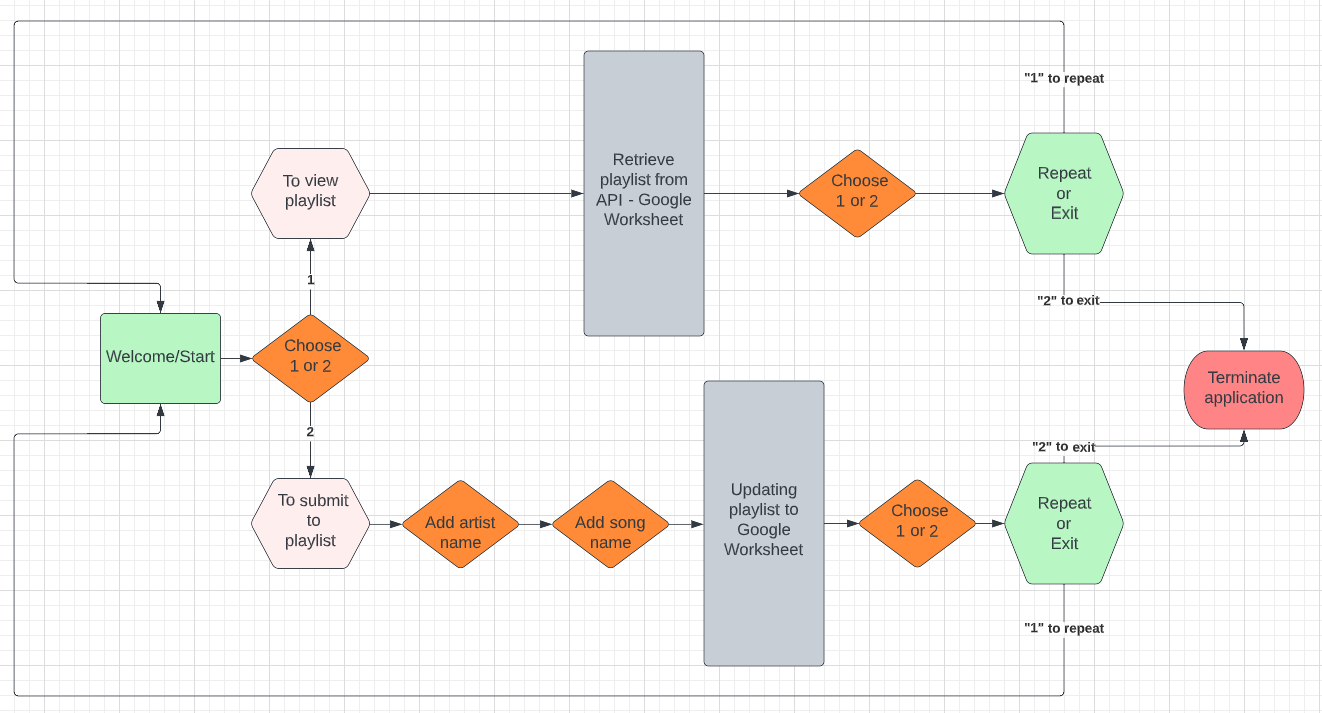 "1" to repeat
Retrieve
playlist from
API - Google
Worksheet
To view
playlist
Choose
1 or 2
Repeat
or
Exit
1
"2" to exit
Welcome/Start
Choose
1 or 2
Terminate
application
2
"2" to exit
To submit
to
playlist
Add artist
name
Add song
name
Updating
playlist to
Google
Worksheet
Choose
1 or 2
Repeat
or
Exit
"1" to repeat